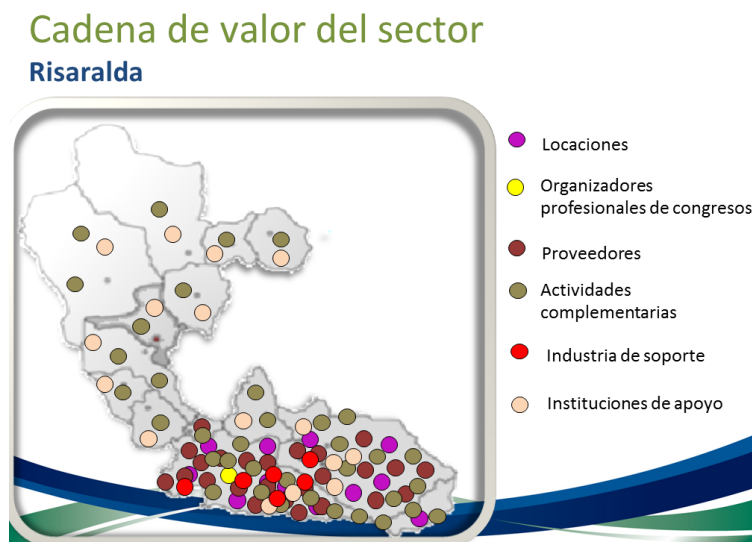 Cadena de valor del sector
Risaralda
Locaciones
Organizadores
profesionales de congresos
Proveedores
Actividades
complementarias
Industria de soporte
Instituciones de apoyo